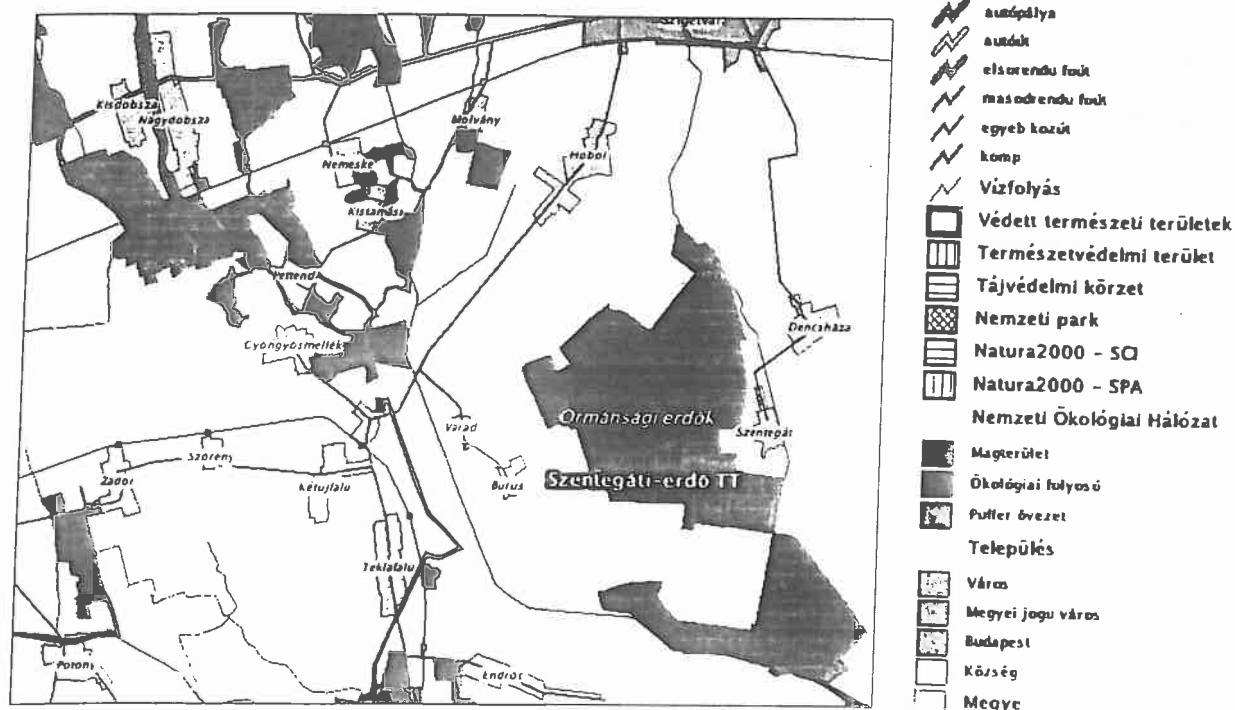 Szigetvár
Kisdobsza
Nagydobsza
Molvány
Nemeske
Hobol
Kistamási
Pettend
Gyöngyösmellék
Dencsháza
Ormánsági erdők
Várad
Szentegát
Szörény
Zádor
Kétújfalu
Bürüs
Szentegáti-erdő TT
Teklafalu
Potony
Endrőc
autópálya
autóút
elsorendu foút
masodrendu foút
egyeb kozút
komp
Vízfolyás
Védett természeti területek
Természetvédelmi terület
Tájvédelmi körzet
Nemzeti park
Natura2000 - SCI
Natura2000 - SPA
Nemzeti Ökológiai Hálózat
Magterület
Ökológiai folyosó
Puffer övezet
Település
Város
Megyei jogu város
Budapest
Község
Megye